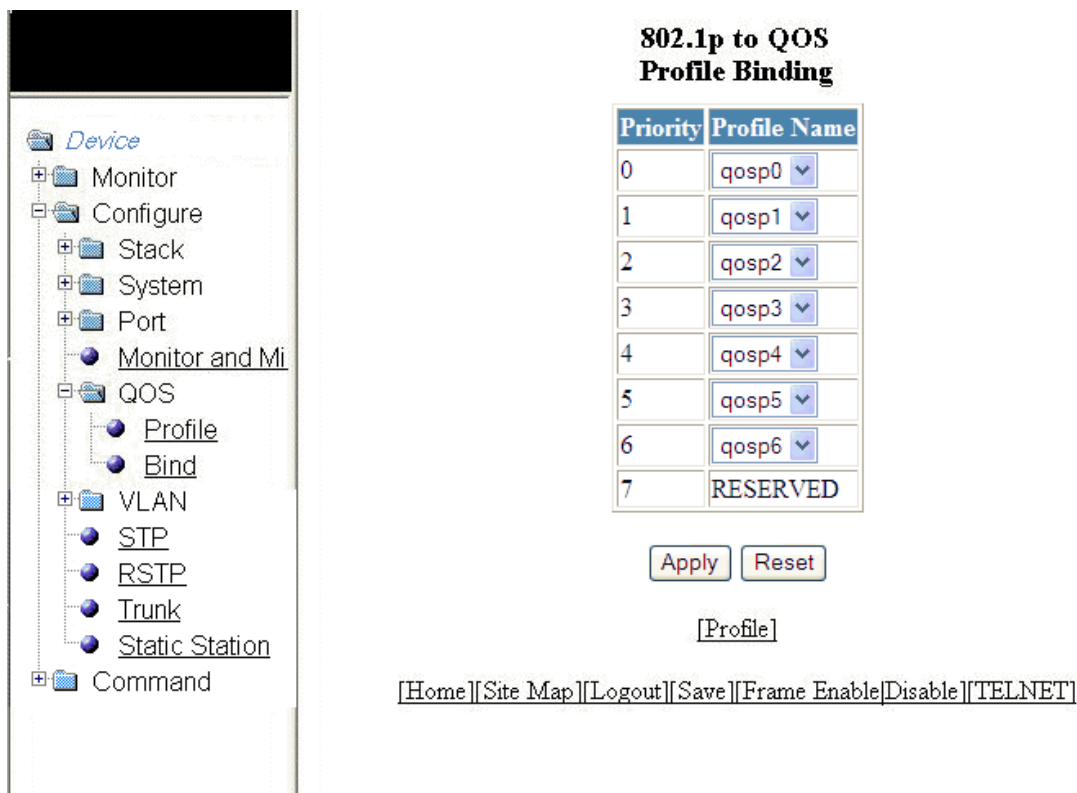 Device
Monitor
Configure
Stack
System
Port
Monitor and Mi
QOS
Profile
Bind
VLAN
STP
RSTP
Trunk
Static Station
Command
802.1p to QOS
Profile Binding
Priority Profile Name
0 qosp0
1 qosp1
2 qosp2
3 qosp3
4 qosp4
5 qosp5
6 qosp6
7 RESERVED
Apply Reset
[Profile]
[Home][Site Map][Logout][Save][Frame Enable|Disable][TELNET]